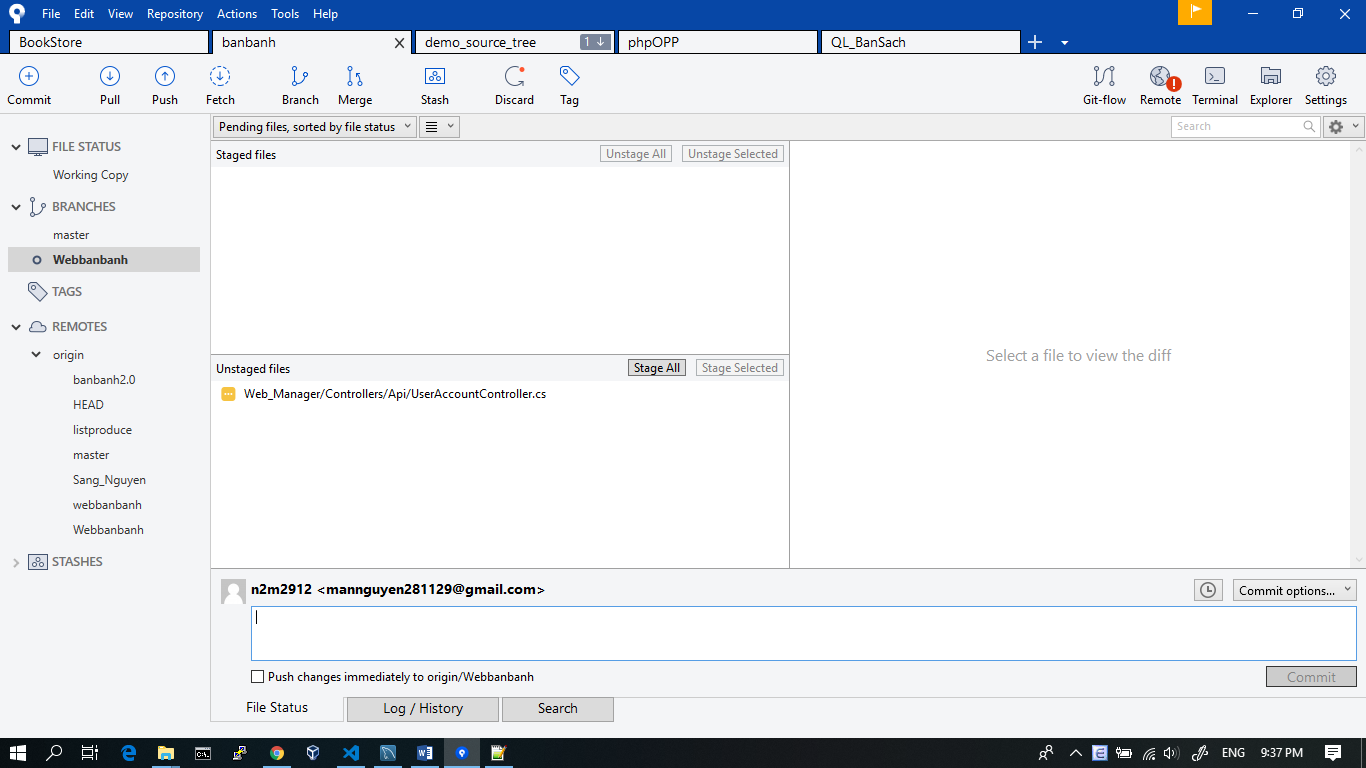 File Edit View Repository Actions Tools Help
BookStore banbanh demo_source_tree 1 phpOPP QL_BanSach
Commit Pull Push Fetch Branch Merge Stash Discard Tag Git-flow Remote Terminal Explorer Settings
Pending files, sorted by file status Search
FILE STATUS
Working Copy
BRANCHES
master
Webbanbanh
TAGS
REMOTES
origin
banbanh2.0
HEAD
listproduce
master
Sang_Nguyen
webbanbanh
Webbanbanh
STASHES
Staged files Unstage All Unstage Selected
Unstaged files Stage All Stage Selected
Web_Manager/Controllers/Api/UserAccountController.cs
Select a file to view the diff
n2m2912 <mannguyen281129@gmail.com> Commit options...
Push changes immediately to origin/Webbanbanh Commit
File Status Log / History Search
ENG 9:37 PM